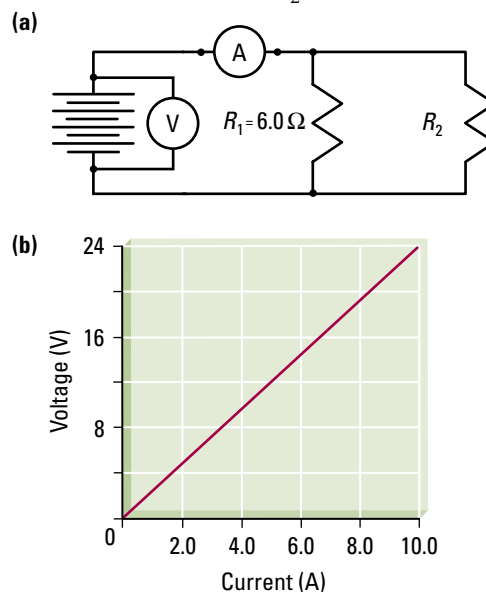 2
(a)
A
V
R₁ = 6.0 Ω
R₂
(b)
24
16
8
0
Voltage (V)
2.0 4.0 6.0 8.0 10.0
Current (A)